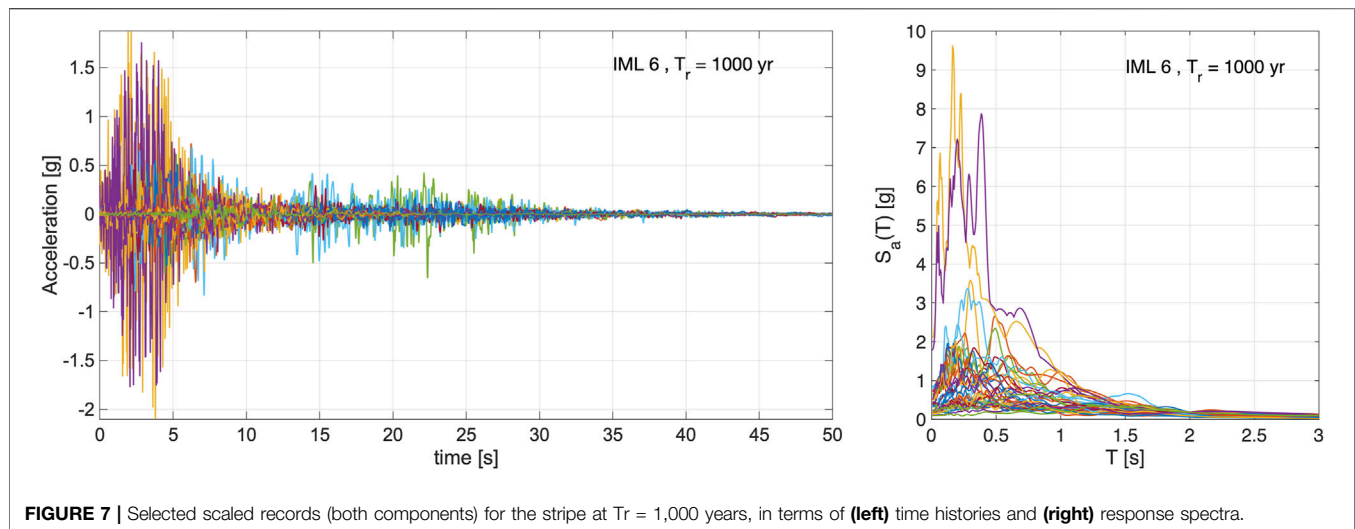 IML 6 , T_r = 1000 yr
Acceleration [g]
1.5
1
0.5
0
-0.5
-1
-1.5
-2
0 5 10 15 20 25 30 35 40 45 50
time [s]
IML 6 , T_r = 1000 yr
S_a(T) [g]
10
9
8
7
6
5
4
3
2
1
0
0 0.5 1 1.5 2 2.5 3
T [s]
FIGURE 7 | Selected scaled records (both components) for the stripe at Tr = 1,000 years, in terms of (left) time histories and (right) response spectra.